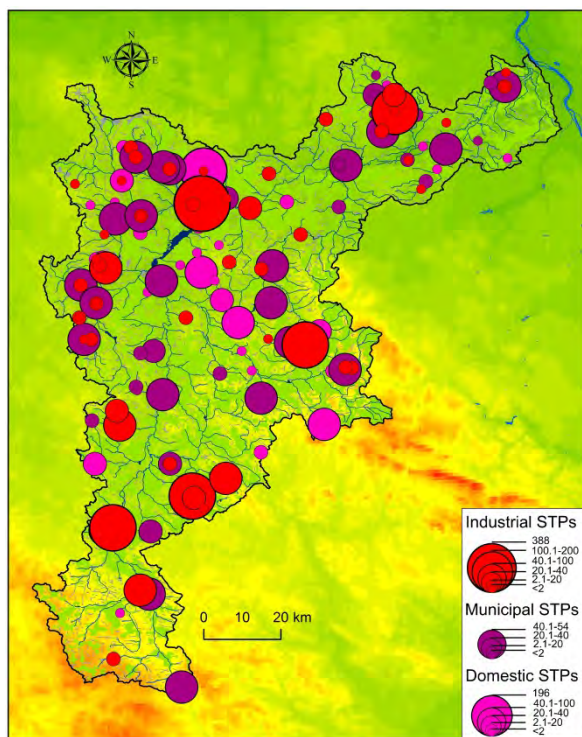 N
W E
S
0 10 20 km
Industrial STPs
388
100.1-200
40.1-100
20.1-40
2.1-20
<2
Municipal STPs
40.1-54
20.1-40
2.1-20
<2
Domestic STPs
196
40.1-100
20.1-40
2.1-20
<2